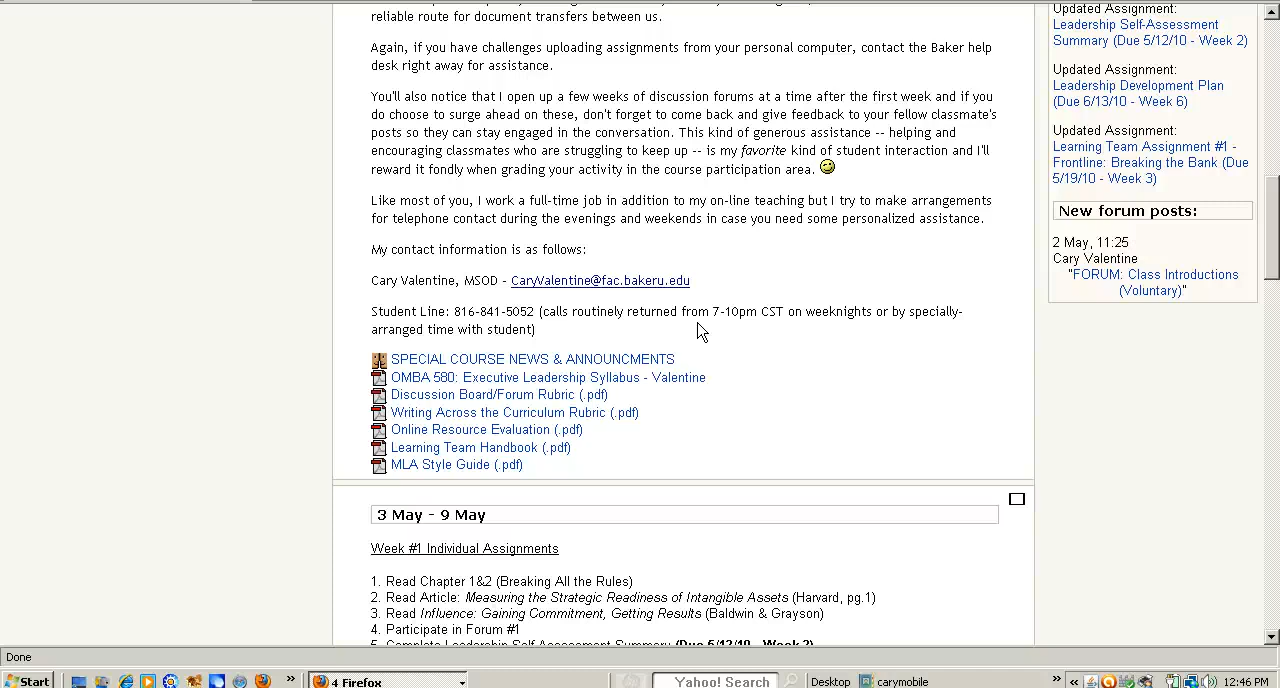 reliable route for document transfers between us.
Again, if you have challenges uploading assignments from your personal computer, contact the Baker help
desk right away for assistance.
You'll also notice that I open up a few weeks of discussion forums at a time after the first week and if you
do choose to surge ahead on these, don't forget to come back and give feedback to your fellow classmate's
posts so they can stay engaged in the conversation. This kind of generous assistance -- helping and
encouraging classmates who are struggling to keep up -- is my favorite kind of student interaction and I'll
reward it fondly when grading your activity in the course participation area.
Like most of you, I work a full-time job in addition to my on-line teaching but I try to make arrangements
for telephone contact during the evenings and weekends in case you need some personalized assistance.
My contact information is as follows:
Cary Valentine, MSOD - CaryValentine@fac.bakeru.edu
Student Line: 816-841-5052 (calls routinely returned from 7-10pm CST on weeknights or by specially-
arranged time with student)
SPECIAL COURSE NEWS & ANNOUNCMENTS
OMBA 580: Executive Leadership Syllabus - Valentine
Discussion Board/Forum Rubric (.pdf)
Writing Across the Curriculum Rubric (.pdf)
Online Resource Evaluation (.pdf)
Learning Team Handbook (.pdf)
MLA Style Guide (.pdf)
3 May - 9 May
Week #1 Individual Assignments
1. Read Chapter 1&2 (Breaking All the Rules)
2. Read Article: Measuring the Strategic Readiness of Intangible Assets (Harvard, pg.1)
3. Read Influence: Gaining Commitment, Getting Results (Baldwin & Grayson)
4. Participate in Forum #1
5. Complete Leadership Self Assessment Summary (Due 5/12/10 - Week 2)
Updated Assignment:
Leadership Self-Assessment
Summary (Due 5/12/10 - Week 2)
Updated Assignment:
Leadership Development Plan
(Due 6/13/10 - Week 6)
Updated Assignment:
Learning Team Assignment #1 -
Frontline: Breaking the Bank (Due
5/19/10 - Week 3)
New forum posts:
2 May, 11:25
Cary Valentine
"FORUM: Class Introductions
(Voluntary)"
Done
Start
»
4 Firefox
Yahoo! Search
Desktop
carymobile
»
«
12:46 PM